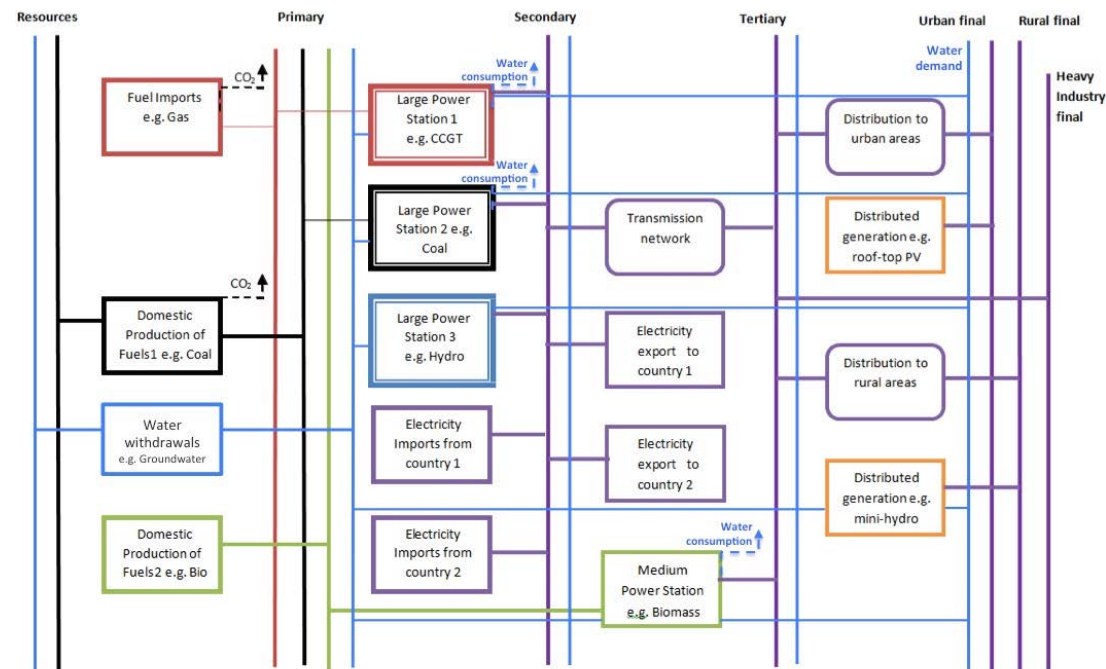 Resources
Primary
Secondary
Tertiary
Urban final
Rural final
Water
demand
Heavy
Industry
final
CO2
Fuel Imports
e.g. Gas
Water
consumption
Large Power
Station 1
e.g. CCGT
Distribution to
urban areas
Water
consumption
Large Power
Station 2 e.g.
Coal
Transmission
network
Distributed
generation e.g.
roof-top PV
CO2
Domestic
Production of
Fuels1 e.g. Coal
Large Power
Station 3
e.g. Hydro
Electricity
export to
country 1
Distribution to
rural areas
Water
withdrawals
e.g. Groundwater
Electricity
Imports from
country 1
Electricity
export to
country 2
Distributed
generation e.g.
mini-hydro
Domestic
Production of
Fuels2 e.g. Bio
Electricity
Imports from
country 2
Water
consumption
Medium
Power Station
e.g. Biomass